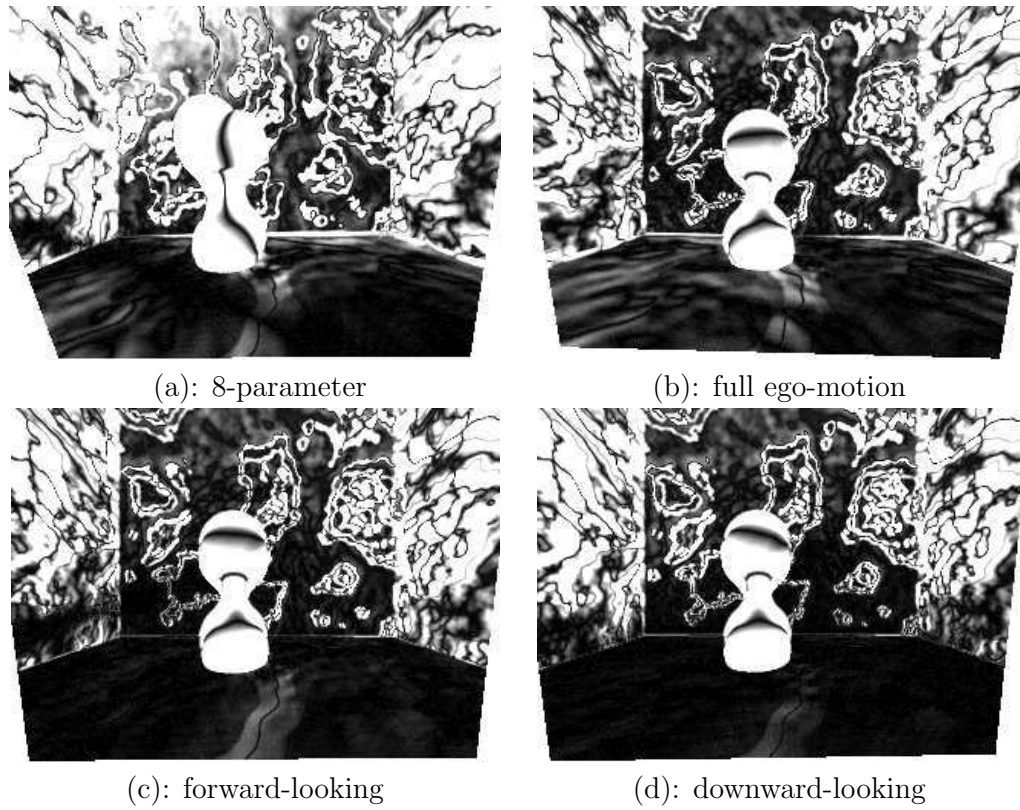 (a): 8-parameter
(b): full ego-motion
(c): forward-looking
(d): downward-looking